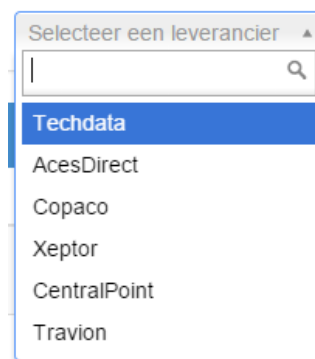 Selecteer een leverancier
Techdata
AcesDirect
Copaco
Xeptor
CentralPoint
Travion